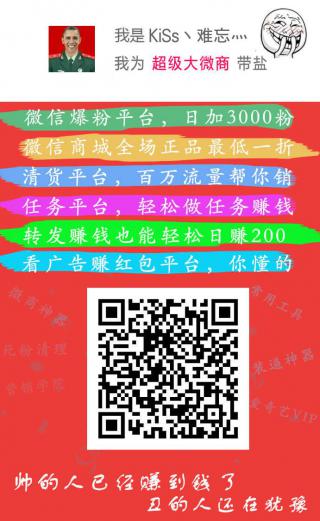 我是 KiSs丶难忘灬
我为 超级大微商 带盐
微信爆粉平台，日加3000粉
微信商城全场正品最低一折
清货平台，百万流量帮你销
任务平台，轻松做任务赚钱
转发赚钱也能轻松日赚200
看广告赚红包平台，你懂的
微商神器
常用工具
死粉清理
装逼神器
营销学院
爱奇艺VIP
帅的人已经赚到钱了
丑的人还在犹豫